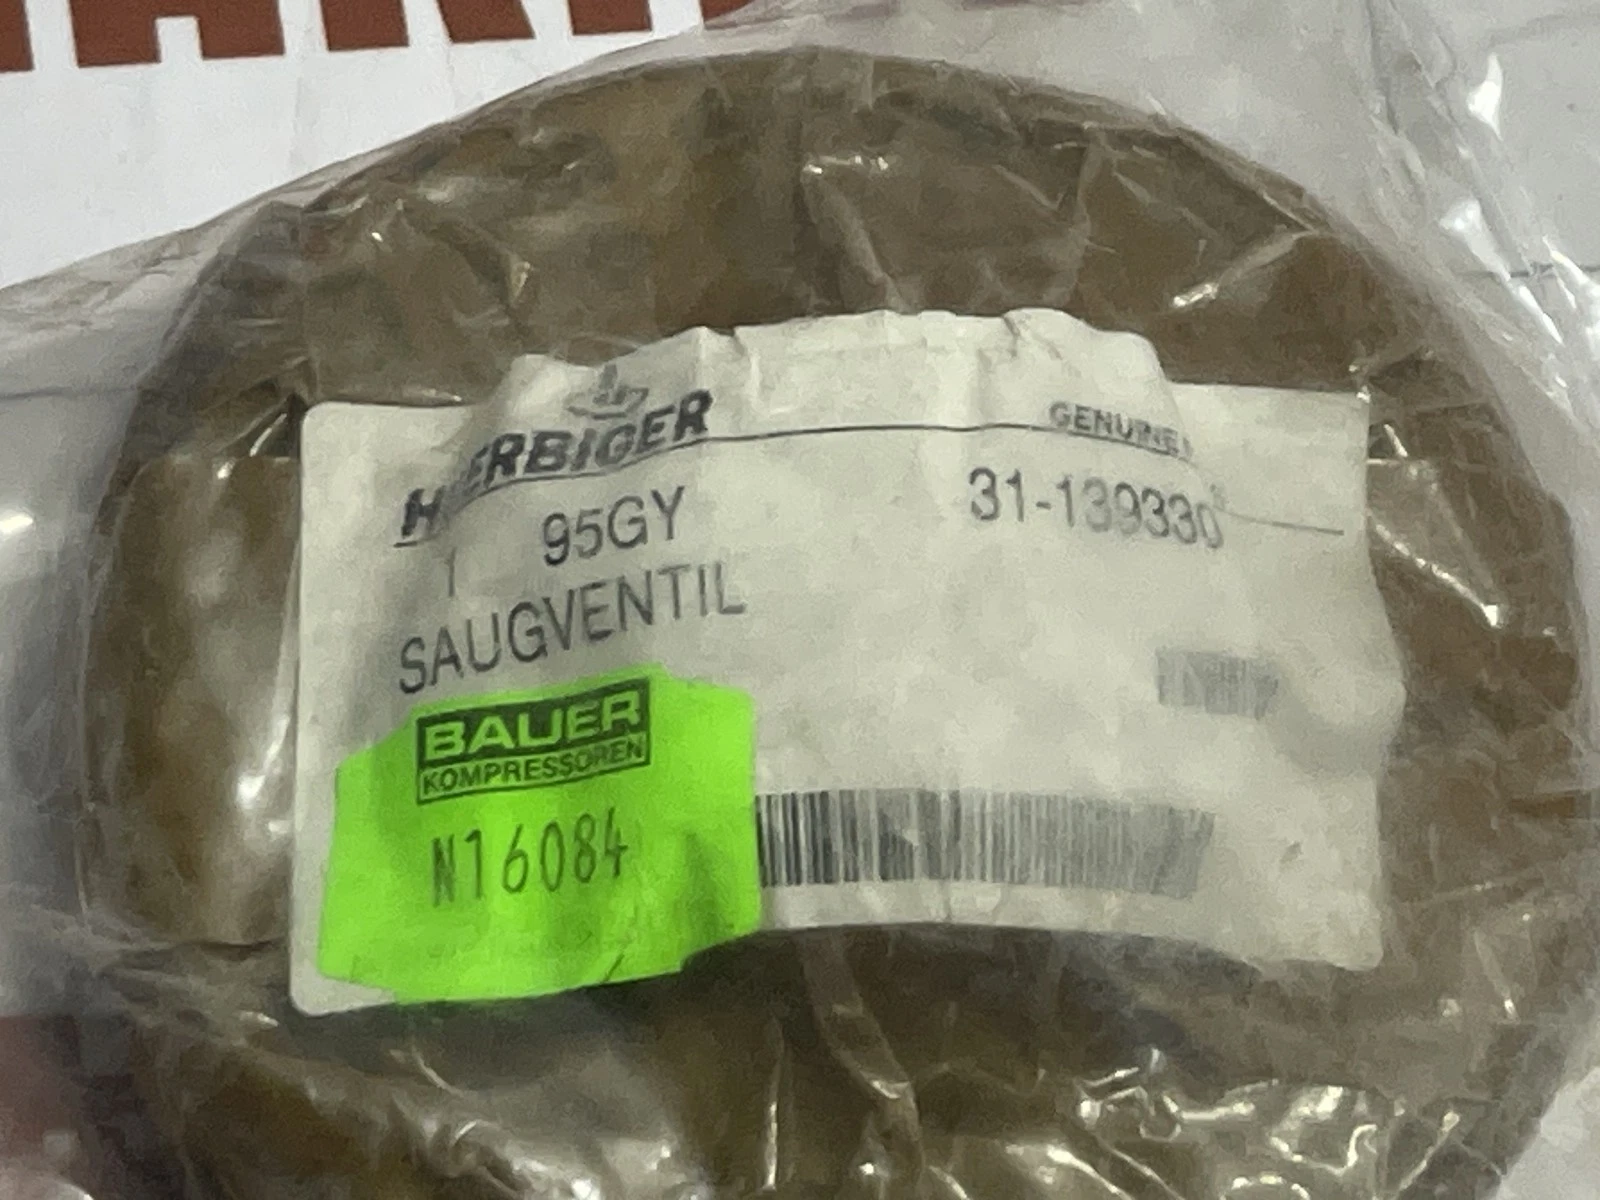 HOERBIGER
GENUINE
1 95GY 31-139330
SAUGVENTIL
BAUER
KOMPRESSOREN
N16084